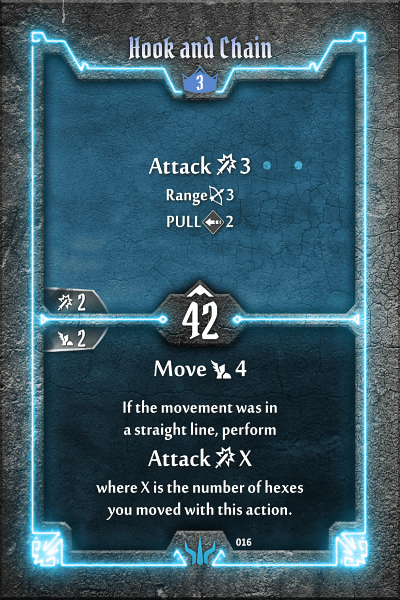 Hook and Chain
3
Attack 3
Range 3
PULL 2
2
42
2
Move 4
If the movement was in
a straight line, perform
Attack X
where X is the number of hexes
you moved with this action.
016